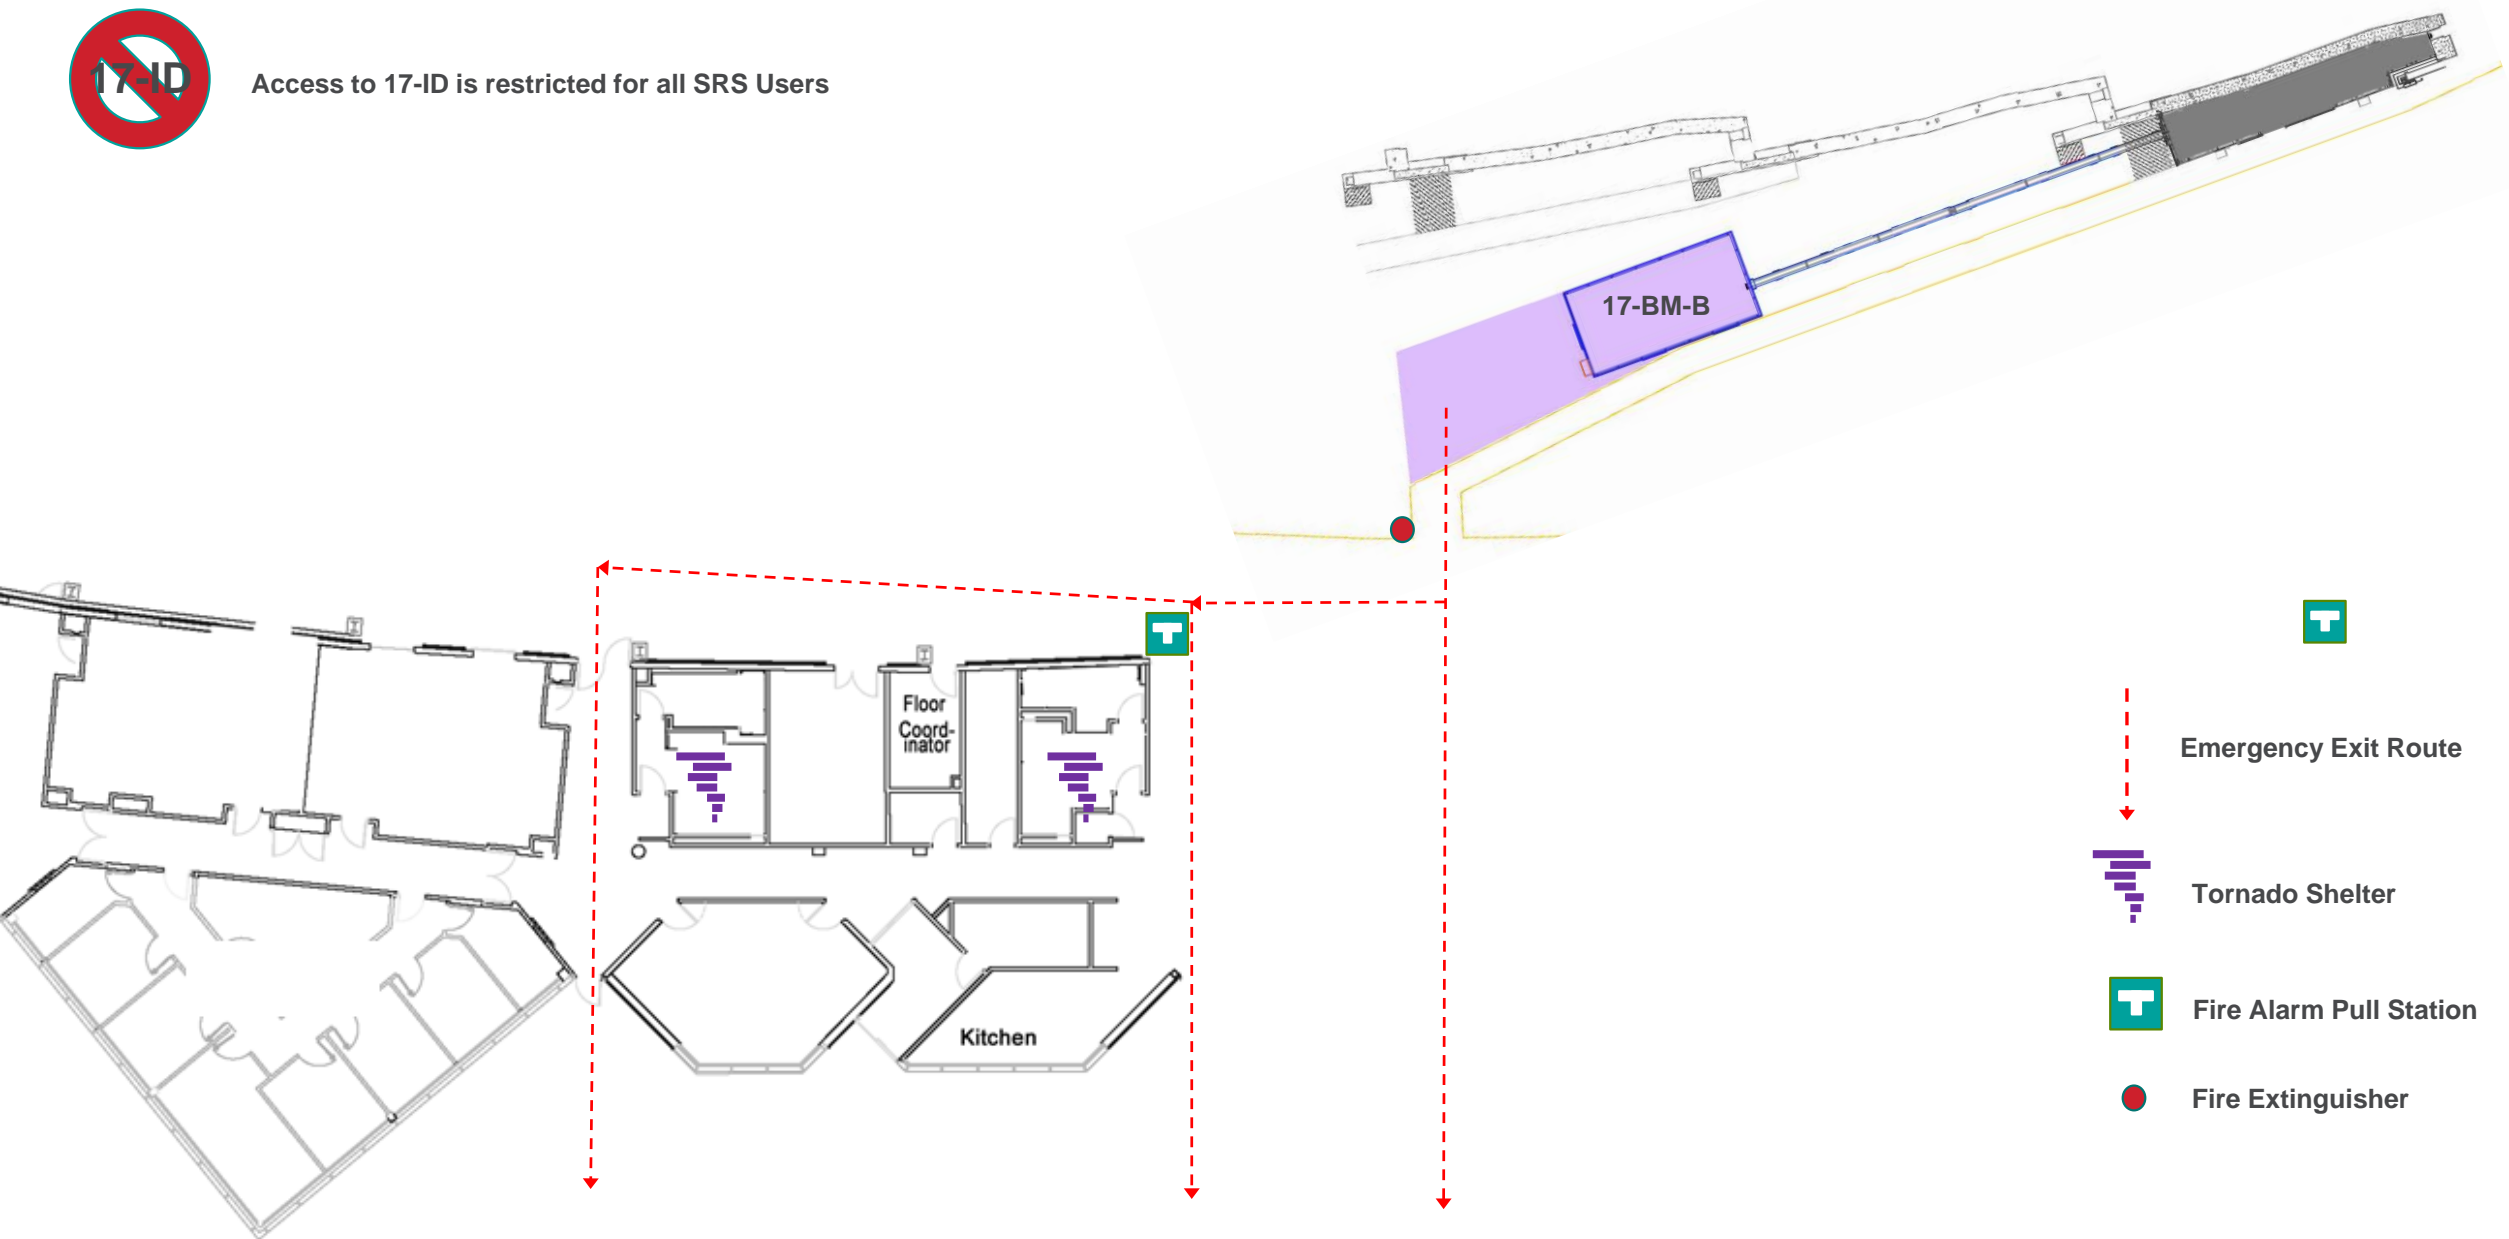 17-ID
Access to 17-ID is restricted for all SRS Users
17-BM-B
Floor
Coord-
inator
Kitchen
Emergency Exit Route
Tornado Shelter
Fire Alarm Pull Station
Fire Extinguisher